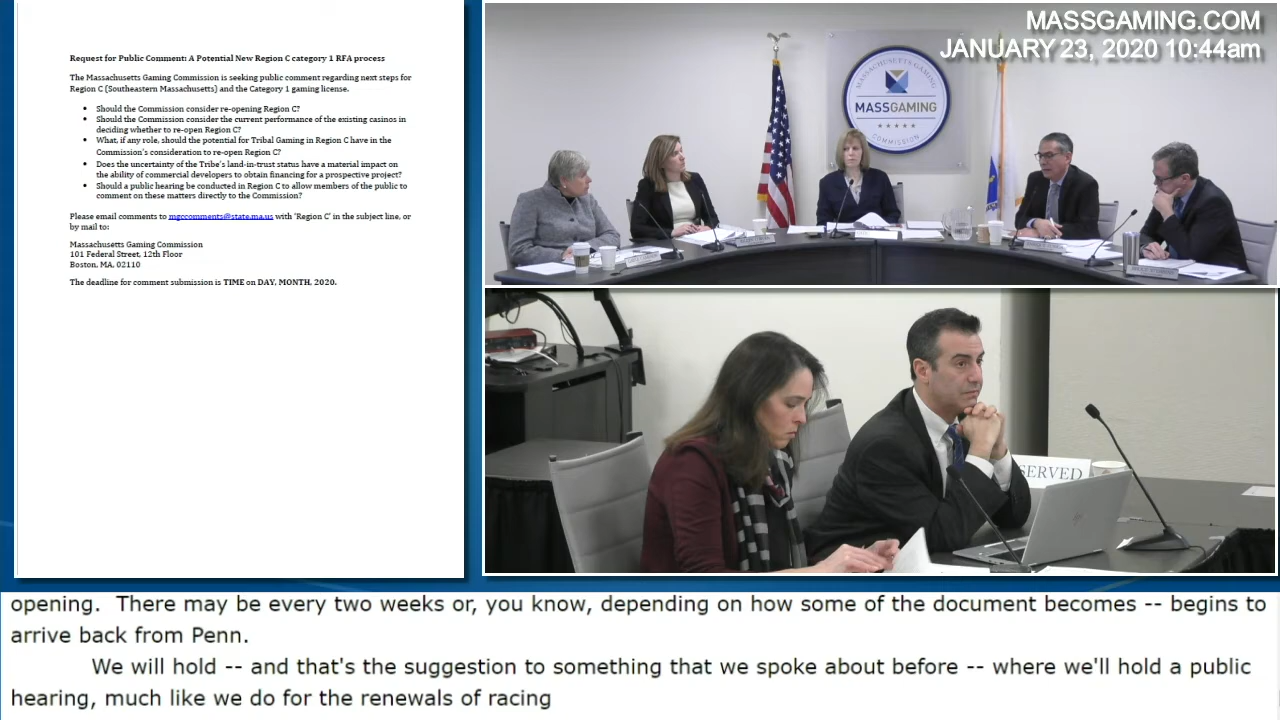 Request for Public Comment: A Potential New Region C category 1 RFA process
The Massachusetts Gaming Commission is seeking public comment regarding next steps for
Region C (Southeastern Massachusetts) and the Category 1 gaming license.
• Should the Commission consider re-opening Region C?
• Should the Commission consider the current performance of the existing casinos in
deciding whether to re-open Region C?
• What, if any role, should the potential for Tribal Gaming in Region C have in the
Commission's consideration to re-open Region C?
• Does the uncertainty of the Tribe's land-in-trust status have a material impact on
the ability of commercial developers to obtain financing for a prospective project?
• Should a public hearing be conducted in Region C to allow members of the public to
comment on these matters directly to the Commission?
Please email comments to mgccomments@state.ma.us with 'Region C' in the subject line, or
by mail to:
Massachusetts Gaming Commission
101 Federal Street, 12th Floor
Boston, MA, 02110
The deadline for comment submission is TIME on DAY, MONTH, 2020.
MASSGAMING.COM
JANUARY 23, 2020 10:44am
MASSACHUSETTS GAMING
MASSGAMING
COMMISSION
SERVED
opening.  There may be every two weeks or, you know, depending on how some of the document becomes -- begins to
arrive back from Penn.
We will hold -- and that's the suggestion to something that we spoke about before -- where we'll hold a public
hearing, much like we do for the renewals of racing